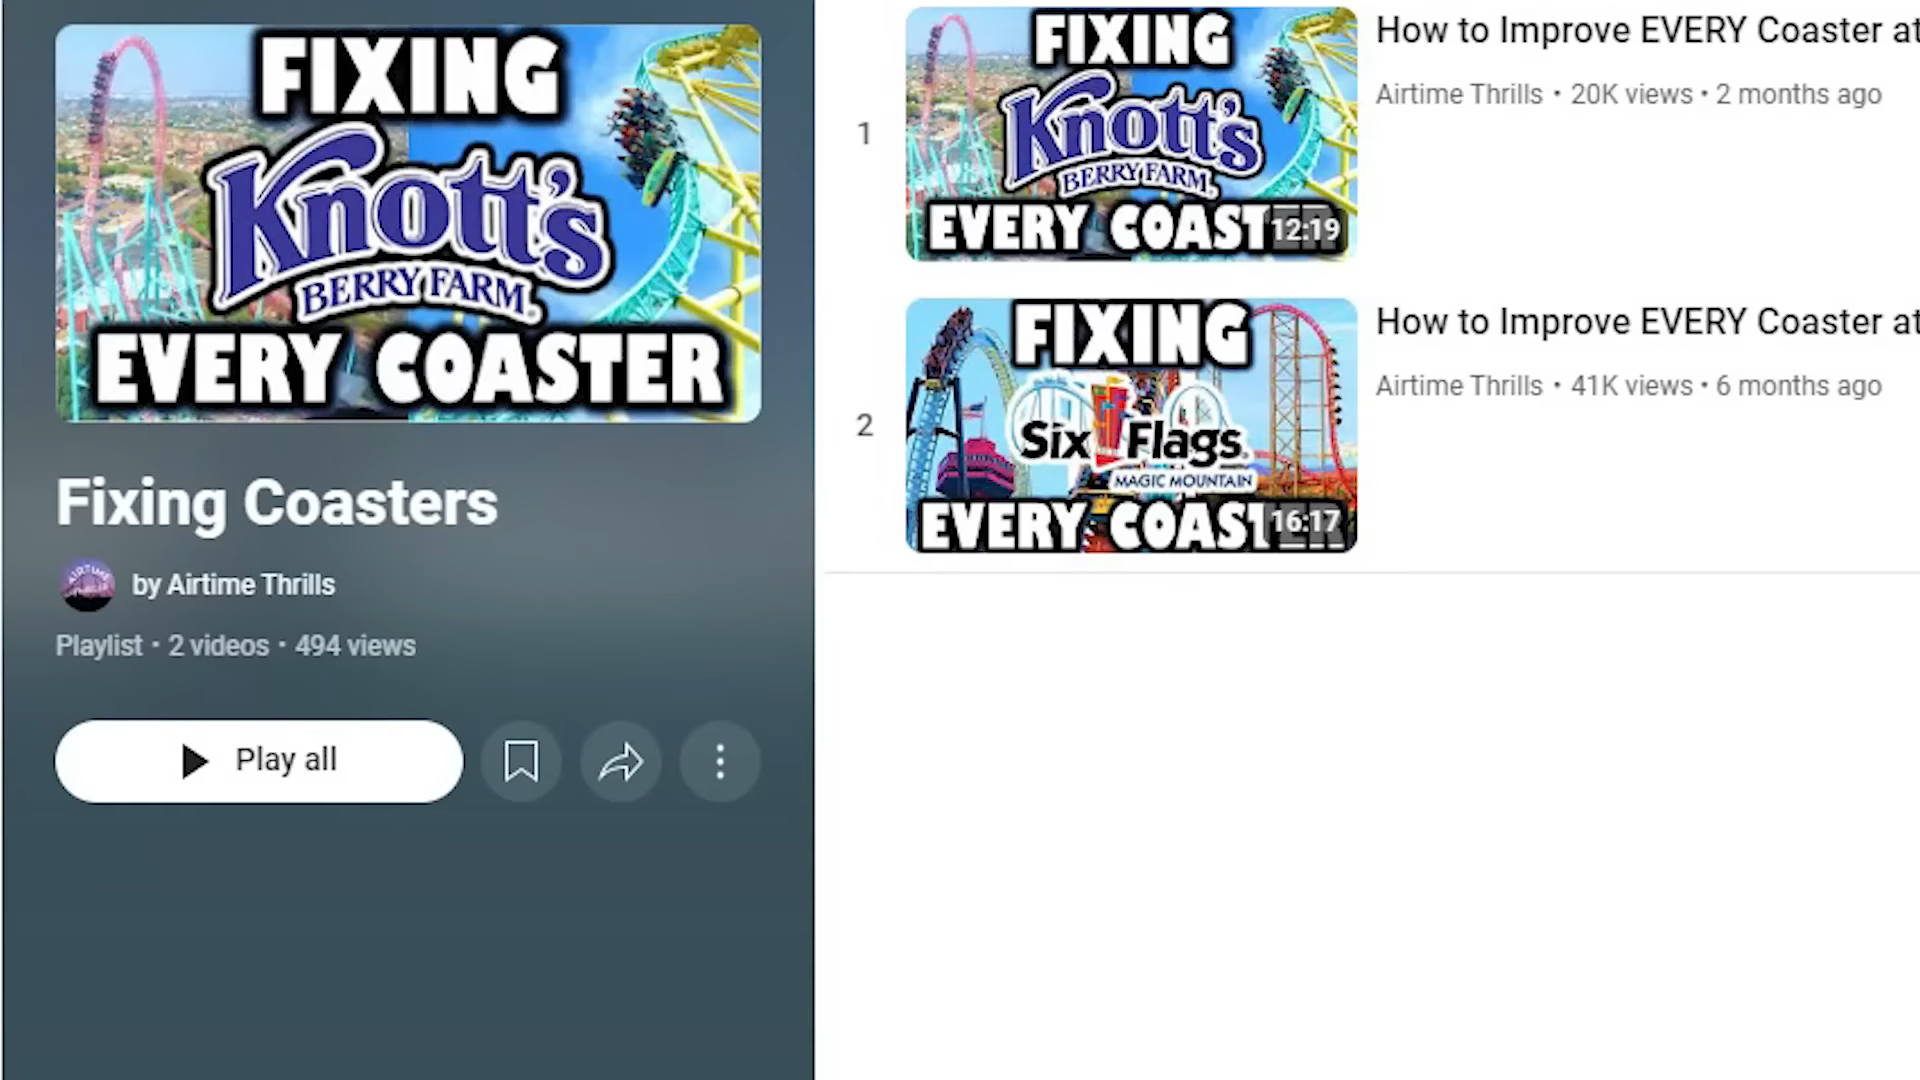 FIXING
Knott's
BERRY FARM.
EVERY COASTER
Fixing Coasters
by Airtime Thrills
Playlist • 2 videos • 494 views
Play all
1
FIXING
Knott's
BERRY FARM.
EVERY COAST
12:19
How to Improve EVERY Coaster at
Airtime Thrills • 20K views • 2 months ago
2
FIXING
Six Flags
MAGIC MOUNTAIN
EVERY COASTER
16:17
How to Improve EVERY Coaster at
Airtime Thrills • 41K views • 6 months ago